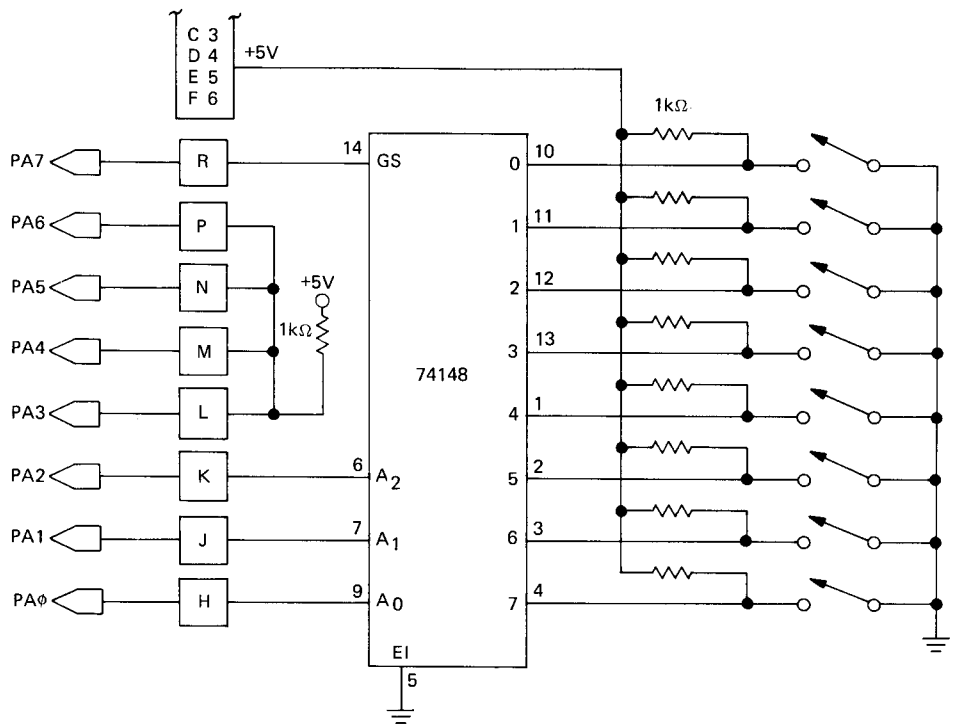 C 3
D 4
E 5
F 6
+5V
1kΩ
PA7
R
14
GS
0
10
PA6
P
1
11
PA5
N
+5V
2
12
1kΩ
PA4
M
3
13
74148
PA3
L
4
1
PA2
K
6
A2
5
2
PA1
J
7
A1
6
3
PAϕ
H
9
A0
7
4
EI
5